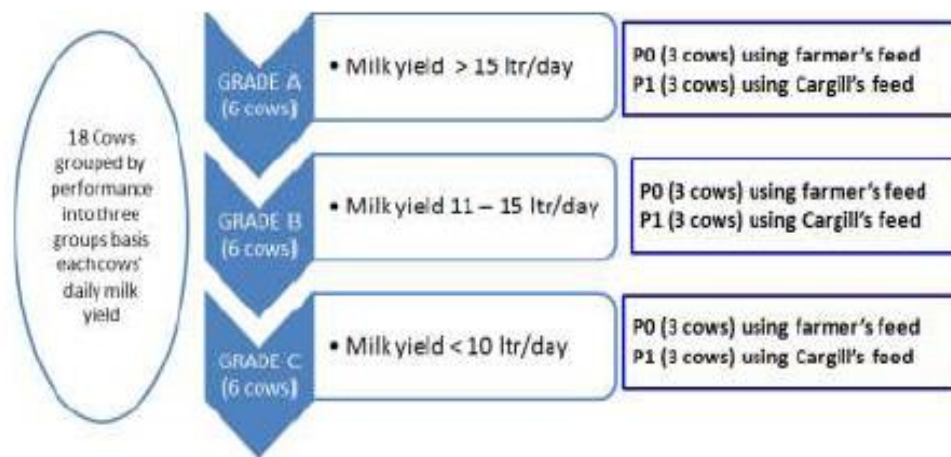 18 Cows
grouped by
performance
into three
groups basis
each cows'
daily milk
yield
GRADE A
(6 cows)
• Milk yield > 15 ltr/day
P0 (3 cows) using farmer's feed
P1 (3 cows) using Cargill's feed
GRADE B
(6 cows)
• Milk yield 11 – 15 ltr/day
P0 (3 cows) using farmer's feed
P1 (3 cows) using Cargill's feed
GRADE C
(6 cows)
• Milk yield < 10 ltr/day
P0 (3 cows) using farmer's feed
P1 (3 cows) using Cargill's feed